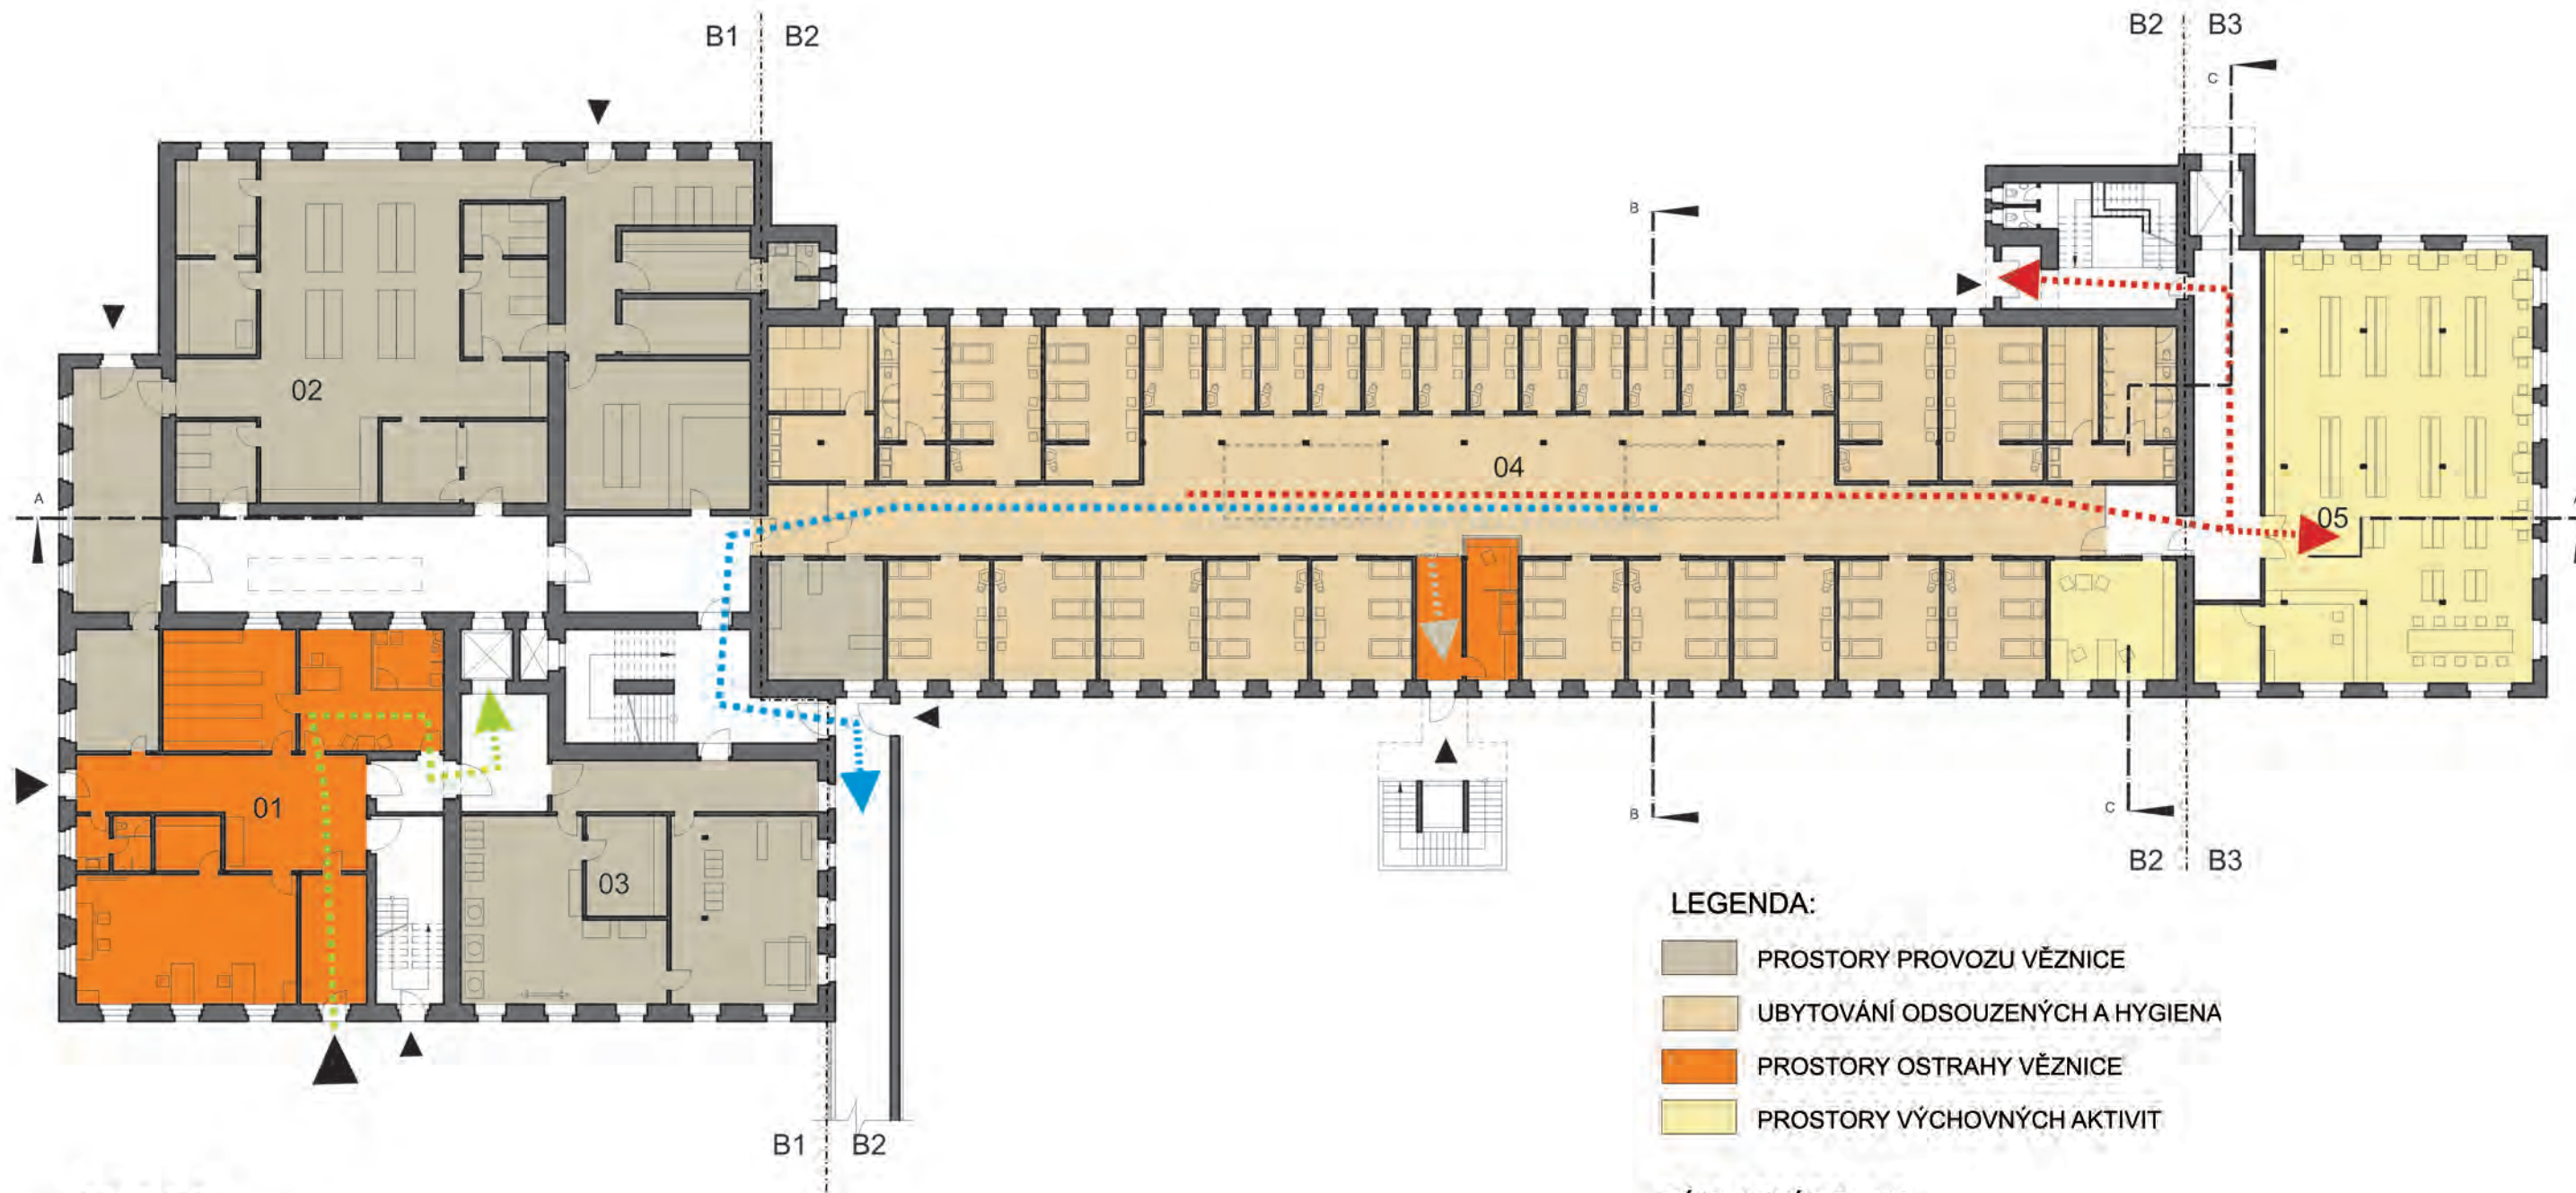 B1 B2
B2 B3
C
B
02
A
04
05
01
03
B
C
B2 B3
LEGENDA:
PROSTORY PROVOZU VĚZNICE
UBYTOVÁNÍ ODSOUZENÝCH A HYGIENA
PROSTORY OSTRAHY VĚZNICE
PROSTORY VÝCHOVNÝCH AKTIVIT
B1 B2